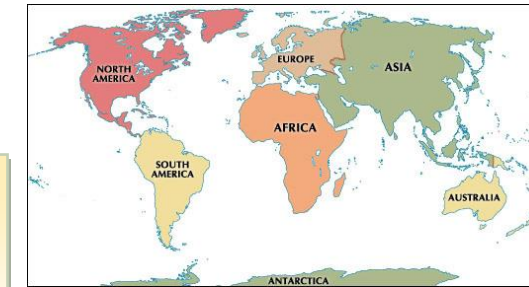 NORTH
AMERICA
EUROPE
ASIA
AFRICA
SOUTH
AMERICA
AUSTRALIA
ANTARCTICA